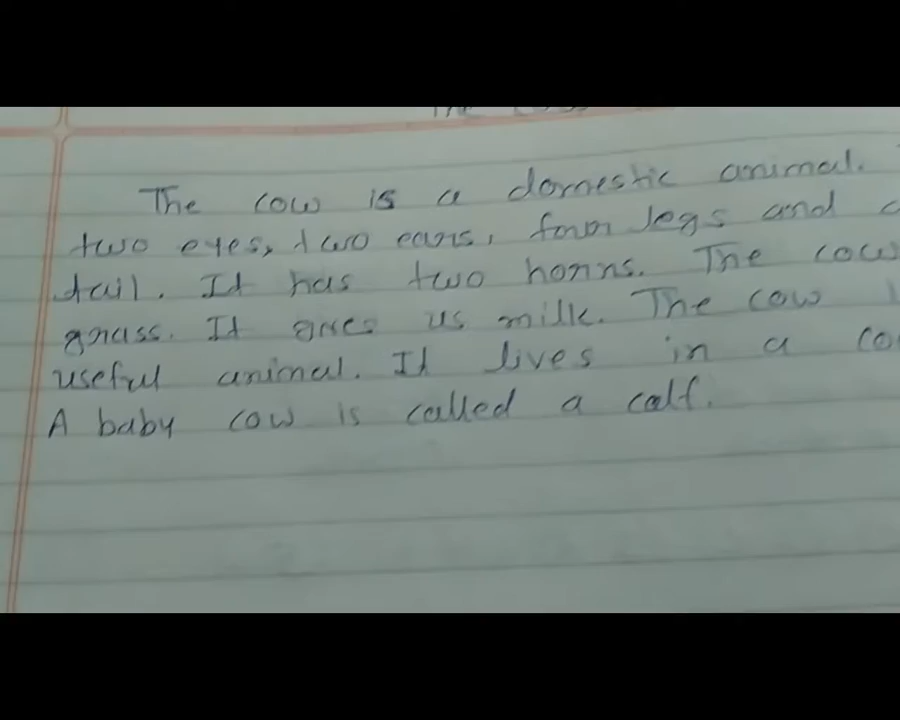 The cow is a domestic animal.
two eyes, two ears, four legs and a
tail. It has two horns. The cow
grass. It gives us milk. The cow
useful animal. It lives in a
A baby cow is called a calf.